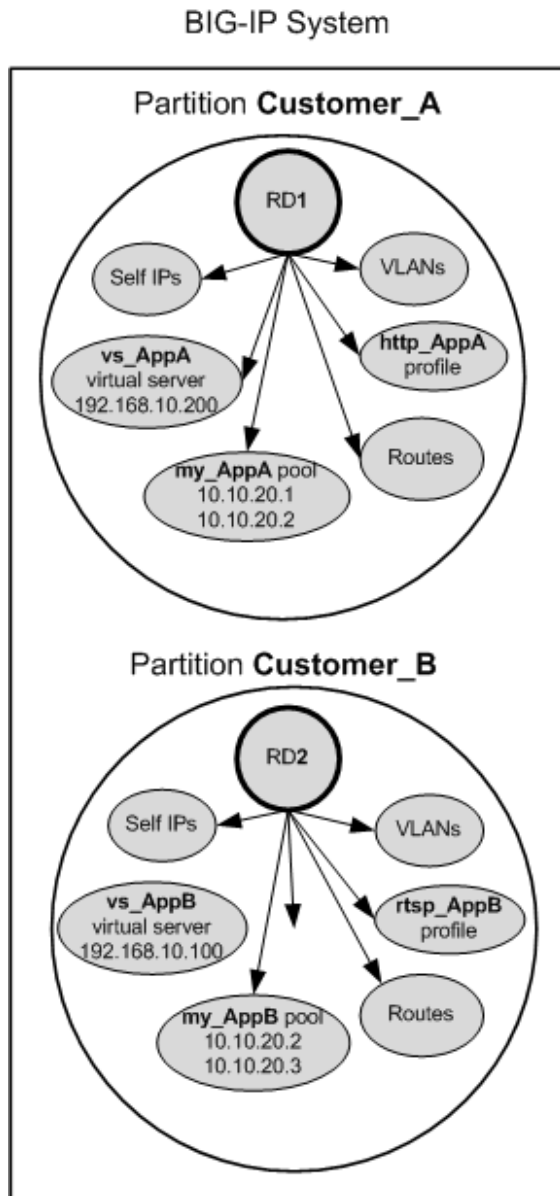 BIG-IP System
Partition Customer_A
RD1
Self IPs
VLANs
vs_AppA
virtual server
192.168.10.200
http_AppA
profile
my_AppA pool
10.10.20.1
10.10.20.2
Routes
Partition Customer_B
RD2
Self IPs
VLANs
vs_AppB
virtual server
192.168.10.100
rtsp_AppB
profile
my_AppB pool
10.10.20.2
10.10.20.3
Routes